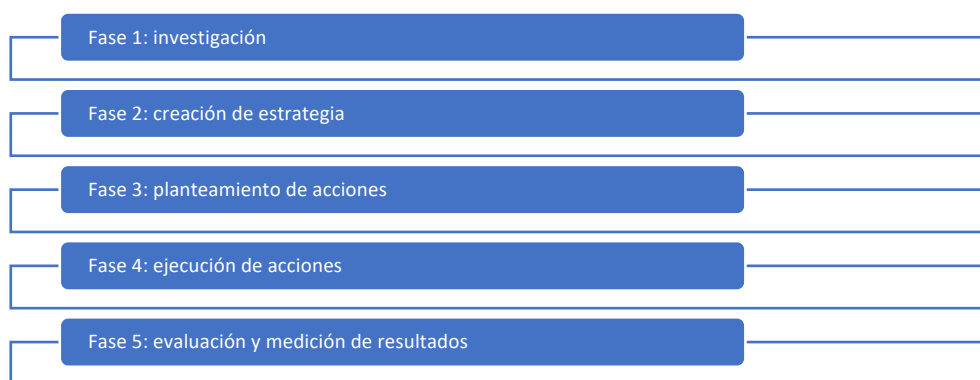 Fase 1: investigación
Fase 2: creación de estrategia
Fase 3: planteamiento de acciones
Fase 4: ejecución de acciones
Fase 5: evaluación y medición de resultados